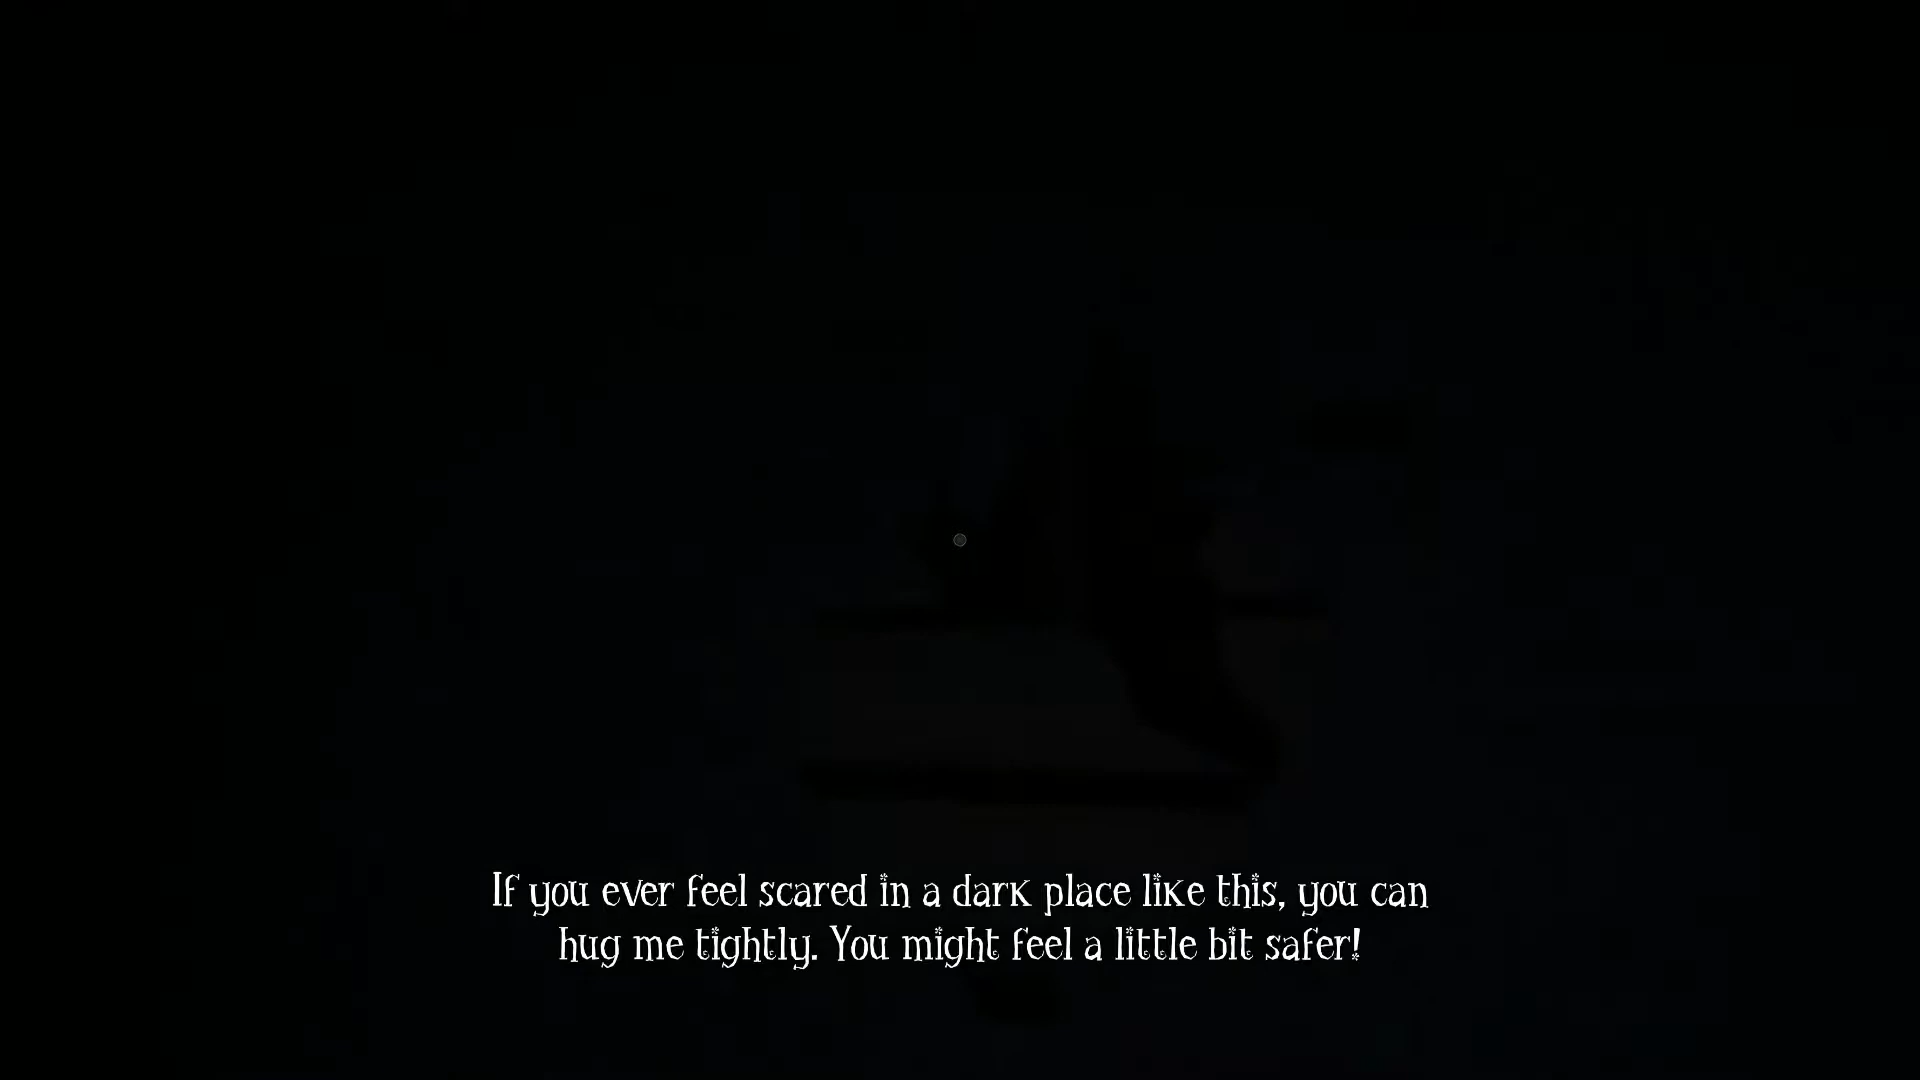 If you ever feel scared in a dark place like this, you can
hug me tightly. You might feel a little bit safer!